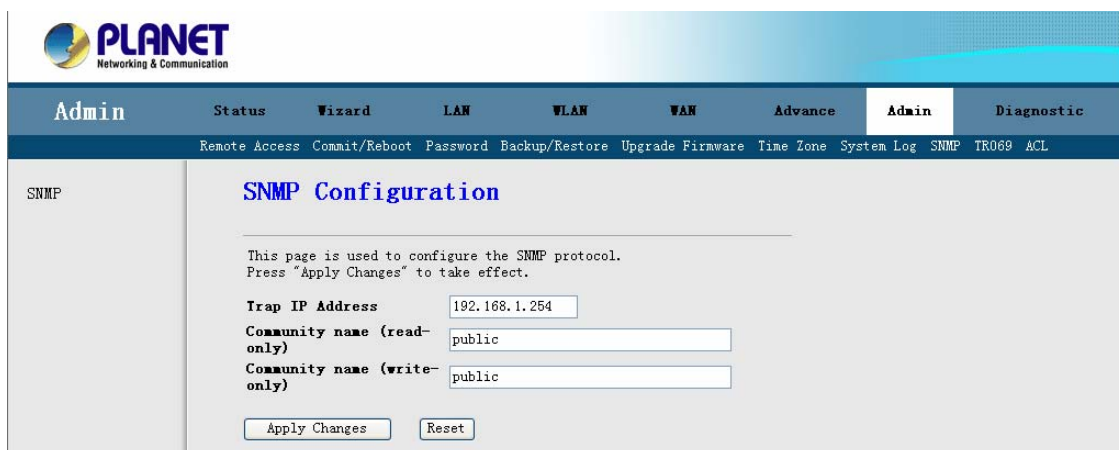 PLANET
Networking & Communication
Admin
Status Wizard LAN WLAN WAN Advance Admin Diagnostic
Remote Access Commit/Reboot Password Backup/Restore Upgrade Firmware Time Zone System Log SNMP TR069 ACL
SNMP
SNMP Configuration
This page is used to configure the SNMP protocol.
Press "Apply Changes" to take effect.
Trap IP Address 192.168.1.254
Community name (read-
only) public
Community name (write-
only) public
Apply Changes Reset